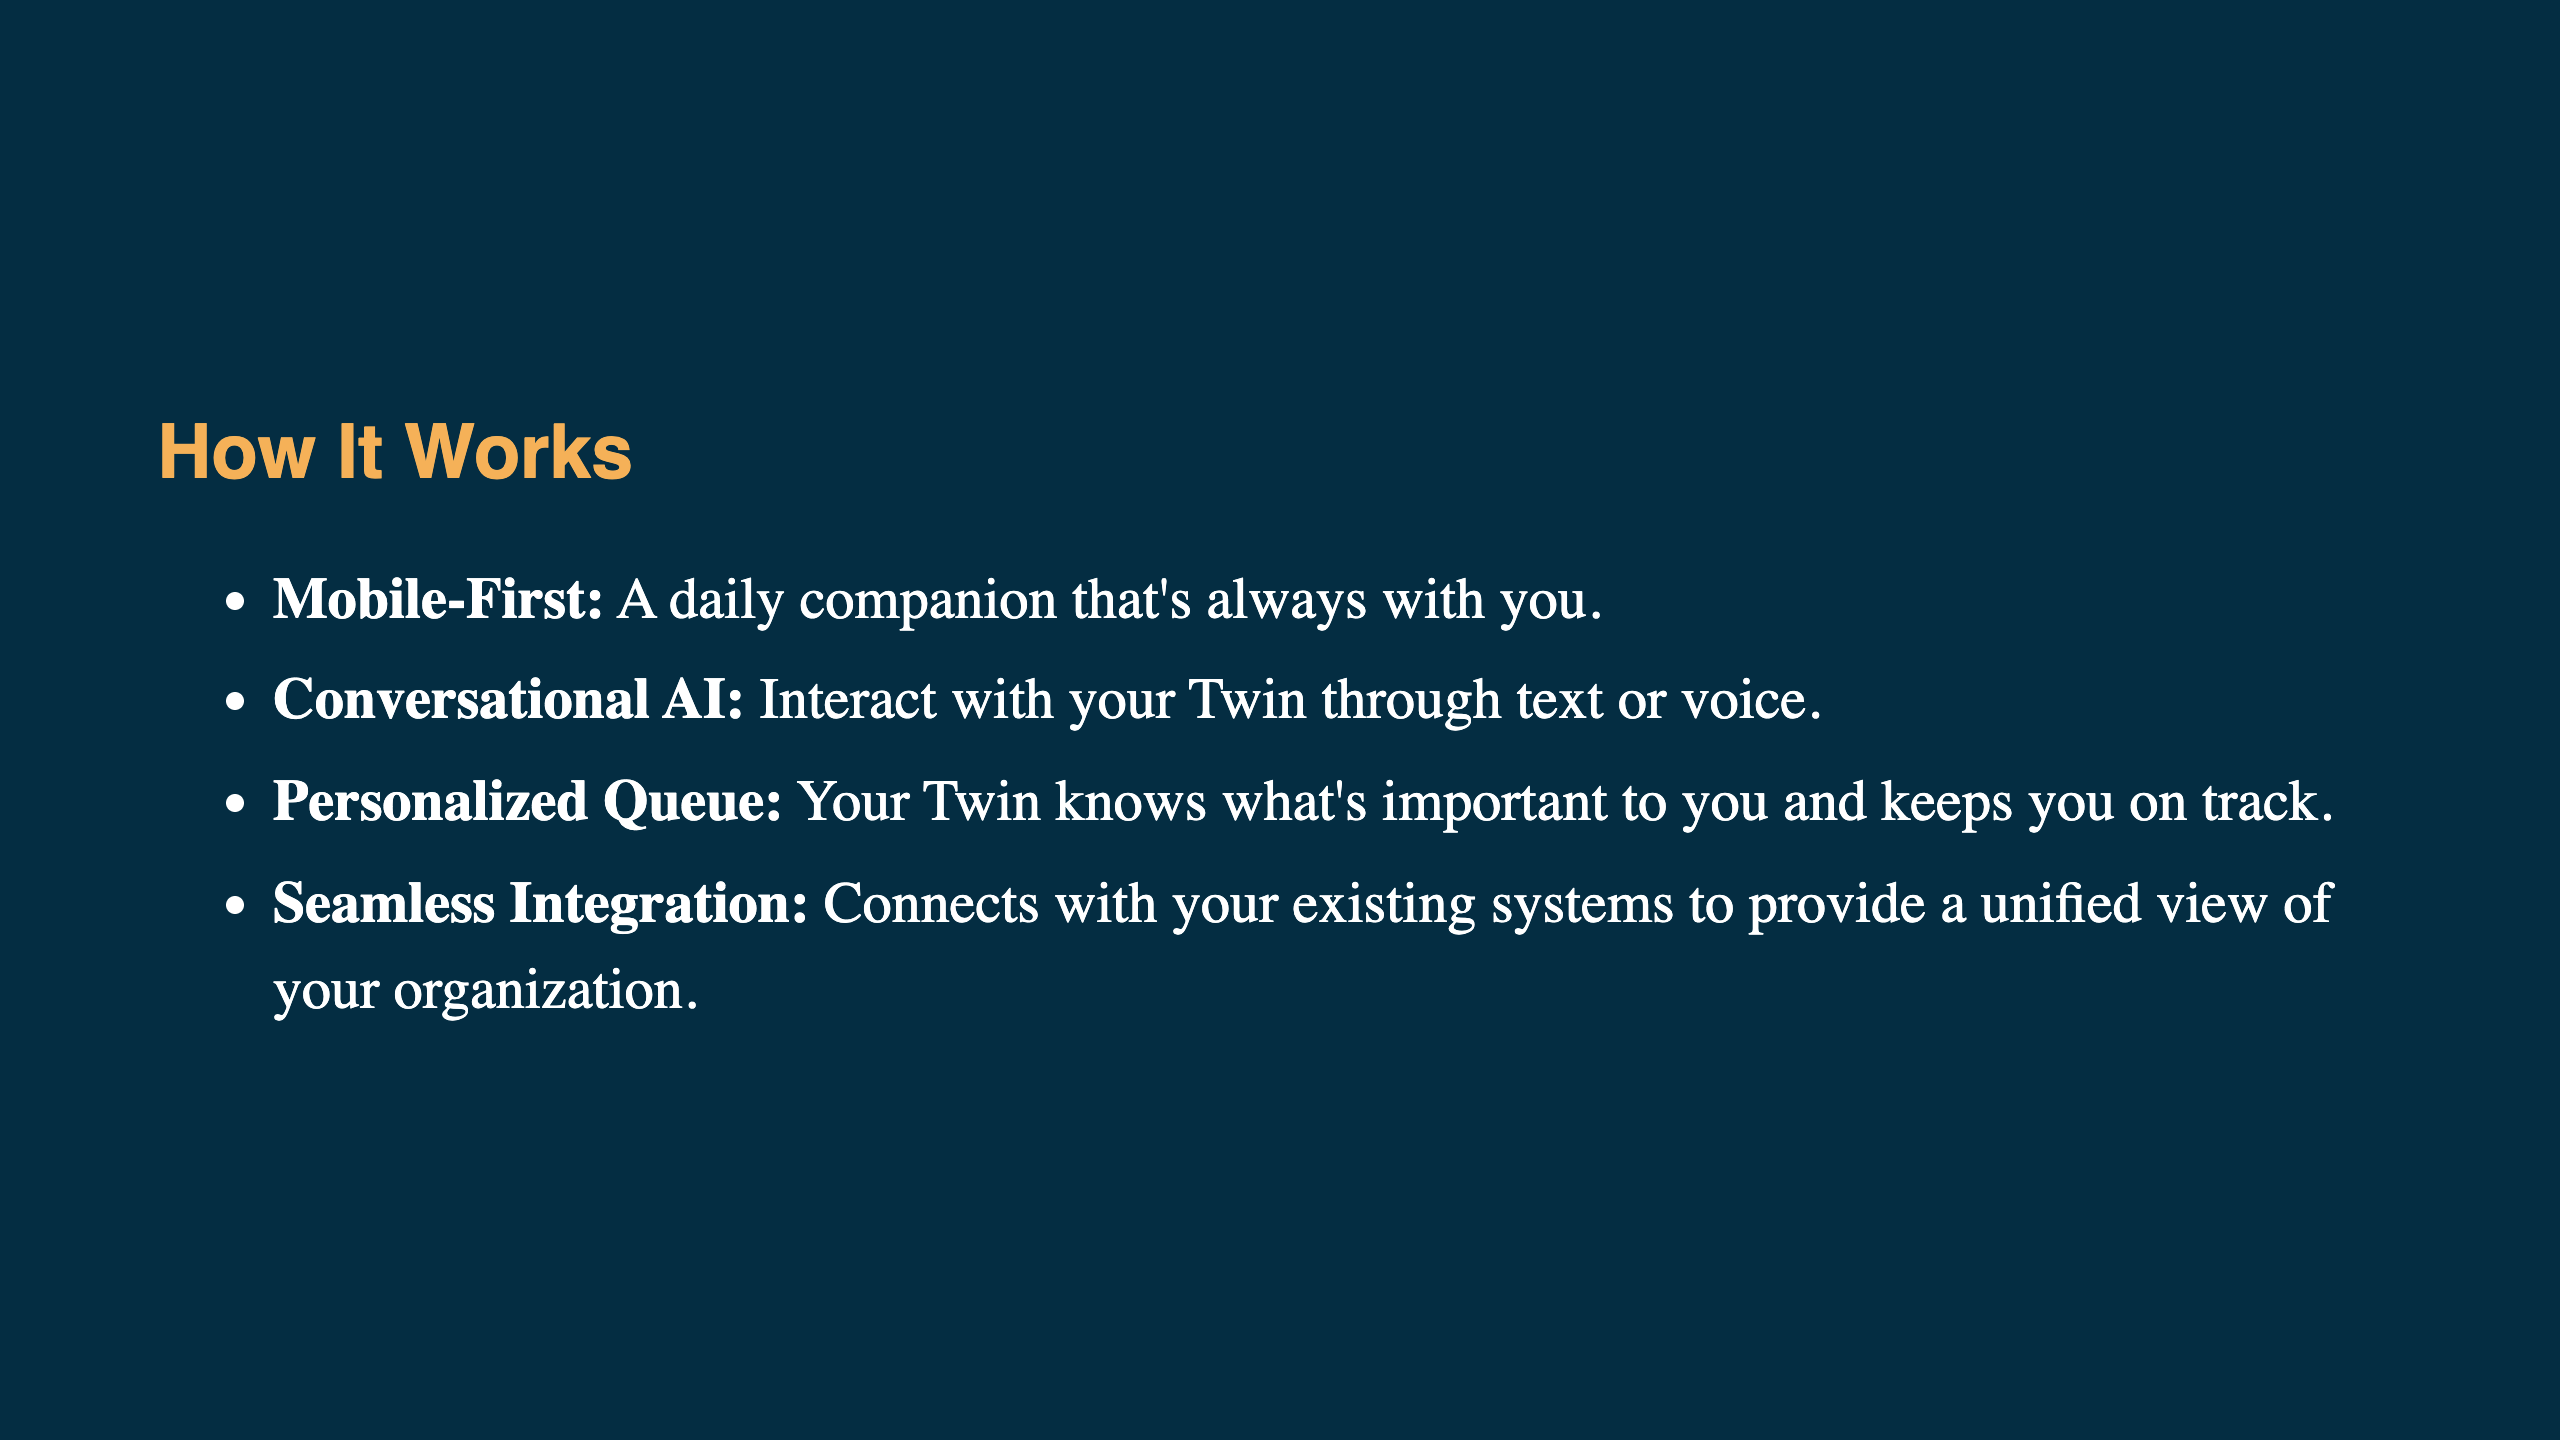 How It Works
• Mobile-First: A daily companion that's always with you.
• Conversational AI: Interact with your Twin through text or voice.
• Personalized Queue: Your Twin knows what's important to you and keeps you on track.
• Seamless Integration: Connects with your existing systems to provide a unified view of
your organization.